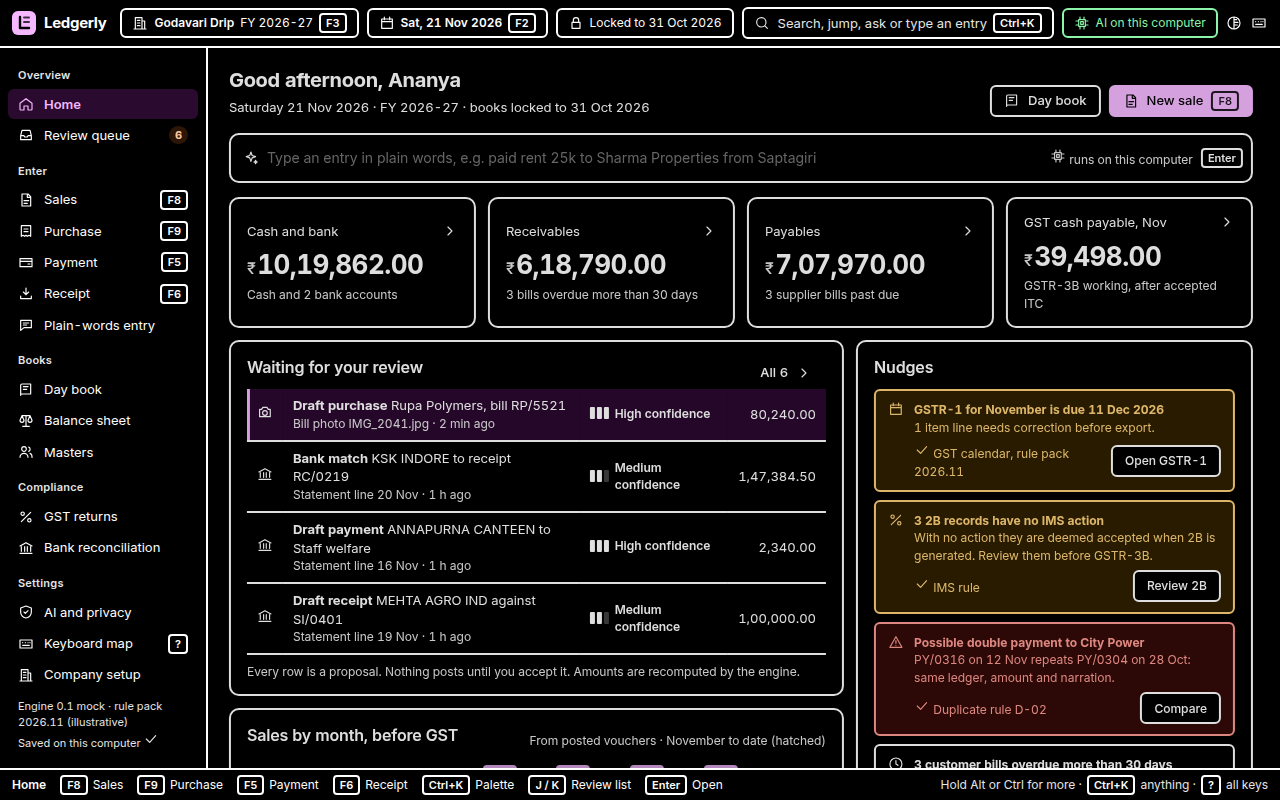 Ledgerly
Godavari Drip FY 2026-27 F3
Sat, 21 Nov 2026 F2
Locked to 31 Oct 2026
Search, jump, ask or type an entry Ctrl+K
AI on this computer
Overview
Home
Review queue 6
Enter
Sales F8
Purchase F9
Payment F5
Receipt F6
Plain-words entry
Books
Day book
Balance sheet
Masters
Compliance
GST returns
Bank reconciliation
Settings
AI and privacy
Keyboard map ?
Company setup
Engine 0.1 mock · rule pack
2026.11 (illustrative)
Saved on this computer
Good afternoon, Ananya
Saturday 21 Nov 2026 · FY 2026-27 · books locked to 31 Oct 2026
Day book
New sale F8
Type an entry in plain words, e.g. paid rent 25k to Sharma Properties from Saptagiri
runs on this computer Enter
Cash and bank
₹10,19,862.00
Cash and 2 bank accounts
Receivables
₹6,18,790.00
3 bills overdue more than 30 days
Payables
₹7,07,970.00
3 supplier bills past due
GST cash payable, Nov
₹39,498.00
GSTR-3B working, after accepted
ITC
Waiting for your review
All 6
Draft purchase Rupa Polymers, bill RP/5521
Bill photo IMG_2041.jpg · 2 min ago
High confidence
80,240.00
Bank match KSK INDORE to receipt
RC/0219
Statement line 20 Nov · 1 h ago
Medium
confidence
1,47,384.50
Draft payment ANNAPURNA CANTEEN to
Staff welfare
Statement line 16 Nov · 1 h ago
High confidence
2,340.00
Draft receipt MEHTA AGRO IND against
SI/0401
Statement line 19 Nov · 1 h ago
Medium
confidence
1,00,000.00
Every row is a proposal. Nothing posts until you accept it. Amounts are recomputed by the engine.
Sales by month, before GST
From posted vouchers · November to date (hatched)
Nudges
GSTR-1 for November is due 11 Dec 2026
1 item line needs correction before export.
GST calendar, rule pack
2026.11
Open GSTR-1
3 2B records have no IMS action
With no action they are deemed accepted when 2B is
generated. Review them before GSTR-3B.
IMS rule
Review 2B
Possible double payment to City Power
PY/0316 on 12 Nov repeats PY/0304 on 28 Oct:
same ledger, amount and narration.
Duplicate rule D-02
Compare
3 customer bills overdue more than 30 days
Home F8 Sales F9 Purchase F5 Payment F6 Receipt Ctrl+K Palette J / K Review list Enter Open
Hold Alt or Ctrl for more · Ctrl+K anything · ? all keys